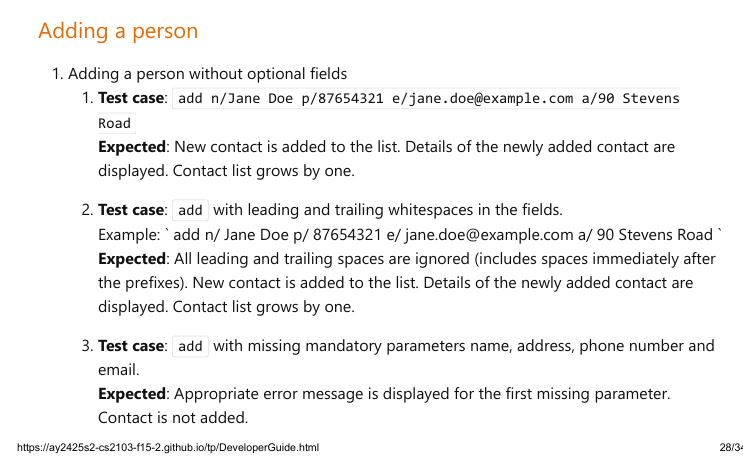 Adding a person
1. Adding a person without optional fields
1. Test case: add n/Jane Doe p/87654321 e/jane.doe@example.com a/90 Stevens
Road
Expected: New contact is added to the list. Details of the newly added contact are
displayed. Contact list grows by one.
2. Test case: add with leading and trailing whitespaces in the fields.
Example: ` add n/ Jane Doe p/ 87654321 e/ jane.doe@example.com a/ 90 Stevens Road `
Expected: All leading and trailing spaces are ignored (includes spaces immediately after
the prefixes). New contact is added to the list. Details of the newly added contact are
displayed. Contact list grows by one.
3. Test case: add with missing mandatory parameters name, address, phone number and
email.
Expected: Appropriate error message is displayed for the first missing parameter.
Contact is not added.
https://ay2425s2-cs2103-f15-2.github.io/tp/DeveloperGuide.html 28/34